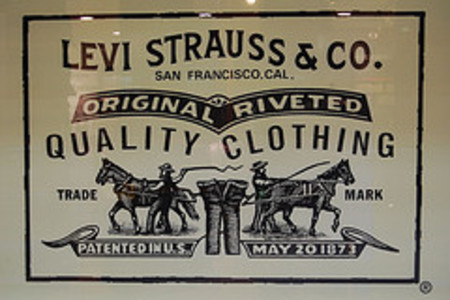 LEVI STRAUSS & CO.
SAN FRANCISCO.CAL.
ORIGINAL RIVETED
QUALITY CLOTHING
TRADE MARK
PATENTED IN U.S. MAY 20 1873
®